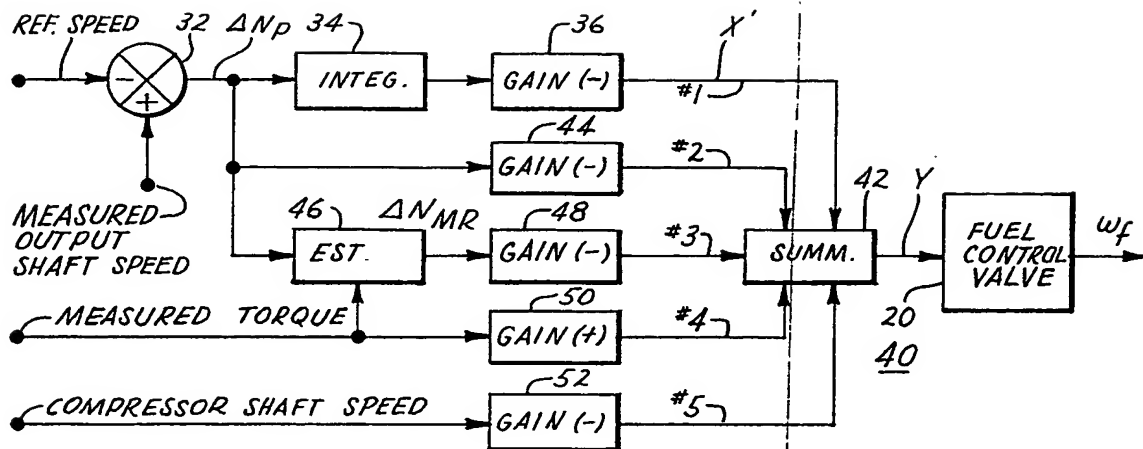 REF. SPEED
32
ΔNp
34
36
X'
-
+
INTEG.
GAIN (-)
#1
44
GAIN (-)
#2
MEASURED
OUTPUT
SHAFT SPEED
46
ΔN MR
48
42
Y
EST.
GAIN (-)
#3
SUMM.
FUEL
CONTROL
VALVE
ωf
MEASURED TORQUE
50
GAIN (+)
#4
20
40
COMPRESSOR SHAFT SPEED
52
GAIN (-)
#5